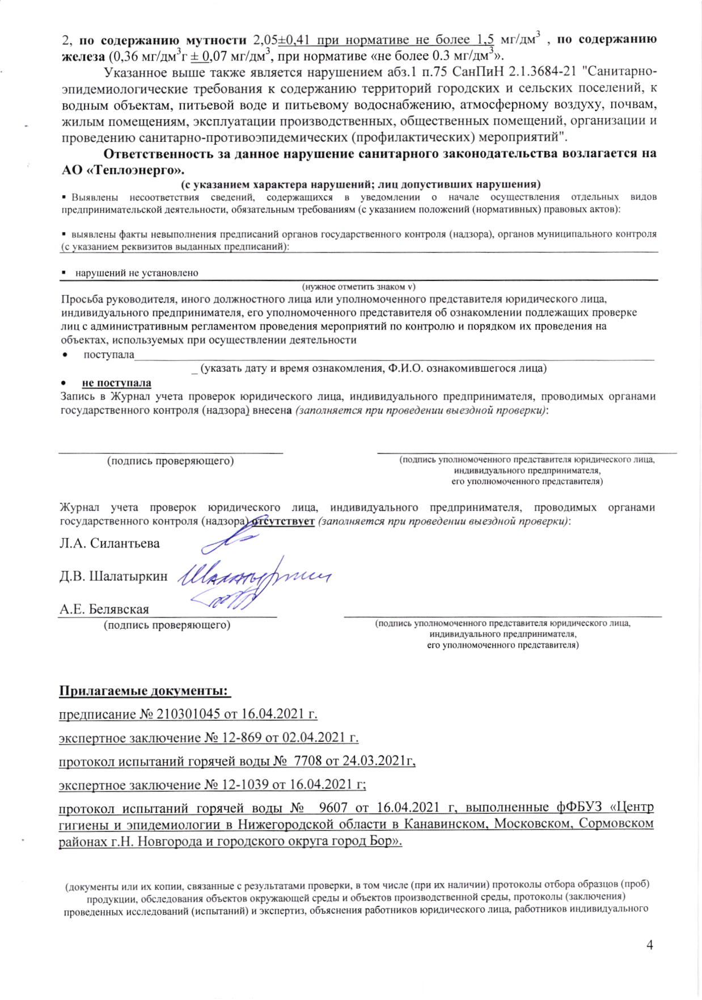 2, по содержанию мутности 2,05±0,41 при нормативе не более 1,5 мг/дм³ , по содержанию
железа (0,36 мг/дм³г ± 0,07 мг/дм³, при нормативе «не более 0.3 мг/дм³».
Указанное выше также является нарушением абз.1 п.75 СанПиН 2.1.3684-21 "Санитарно-
эпидемиологические требования к содержанию территорий городских и сельских поселений, к
водным объектам, питьевой воде и питьевому водоснабжению, атмосферному воздуху, почвам,
жилым помещениям, эксплуатации производственных, общественных помещений, организации и
проведению санитарно-противоэпидемических (профилактических) мероприятий".
Ответственность за данное нарушение санитарного законодательства возлагается на
АО «Теплоэнерго».
(с указанием характера нарушений; лиц допустивших нарушения)
▪ Выявлены несоответствия сведений, содержащихся в уведомлении о начале осуществления отдельных видов
предпринимательской деятельности, обязательным требованиям (с указанием положений (нормативных) правовых актов):
▪ выявлены факты невыполнения предписаний органов государственного контроля (надзора), органов муниципального контроля
(с указанием реквизитов выданных предписаний):
▪ нарушений не установлено
(нужное отметить знаком v)
Просьба руководителя, иного должностного лица или уполномоченного представителя юридического лица,
индивидуального предпринимателя, его уполномоченного представителя об ознакомлении подлежащих проверке
лиц с административным регламентом проведения мероприятий по контролю и порядком их проведения на
объектах, используемых при осуществлении деятельности
• поступала
_ (указать дату и время ознакомления, Ф.И.О. ознакомившегося лица)
• не поступала
Запись в Журнал учета проверок юридического лица, индивидуального предпринимателя, проводимых органами
государственного контроля (надзора) внесена (заполняется при проведении выездной проверки):
(подпись проверяющего)
(подпись уполномоченного представителя юридического лица,
индивидуального предпринимателя,
его уполномоченного представителя)
Журнал учета проверок юридического лица, индивидуального предпринимателя, проводимых органами
государственного контроля (надзора) отсутствует (заполняется при проведении выездной проверки):
Л.А. Силантьева
Д.В. Шалатыркин Шалатыркин
А.Е. Белявская
(подпись проверяющего)
(подпись уполномоченного представителя юридического лица,
индивидуального предпринимателя,
его уполномоченного представителя)
Прилагаемые документы:
предписание № 210301045 от 16.04.2021 г.
экспертное заключение № 12-869 от 02.04.2021 г.
протокол испытаний горячей воды № 7708 от 24.03.2021г,
экспертное заключение № 12-1039 от 16.04.2021 г;
протокол испытаний горячей воды № 9607 от 16.04.2021 г, выполненные фФБУЗ «Центр
гигиены и эпидемиологии в Нижегородской области в Канавинском, Московском, Сормовском
районах г.Н. Новгорода и городского округа город Бор».
(документы или их копии, связанные с результатами проверки, в том числе (при их наличии) протоколы отбора образцов (проб)
продукции, обследования объектов окружающей среды и объектов производственной среды, протоколы (заключения)
проведенных исследований (испытаний) и экспертиз, объяснения работников юридического лица, работников индивидуального
4